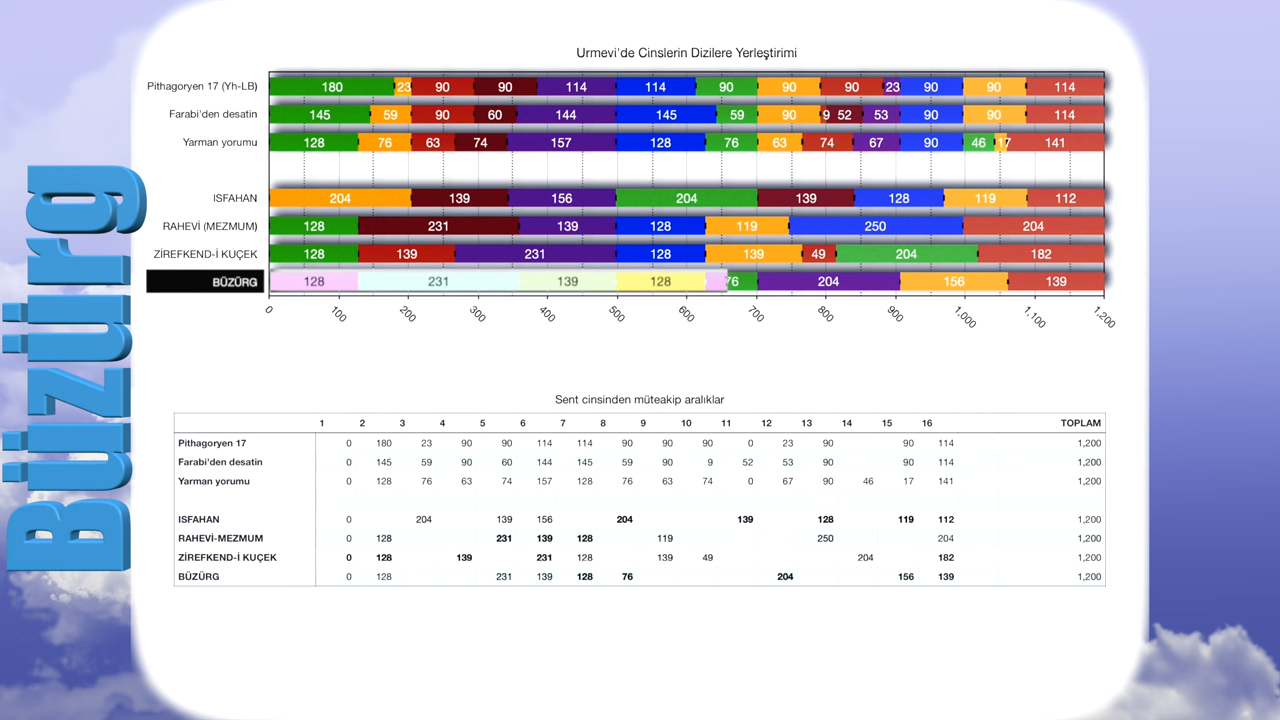 Büzürg
Urmevi'de Cinslerin Dizilere Yerleştirimi
Pithagoryen 17 (Yh-LB) 180 23 90 90 114 114 90 90 90 23 90 90 114
Farabi'den desatin 145 59 90 60 144 145 59 90 9 52 53 90 90 114
Yarman yorumu 128 76 63 74 157 128 76 63 74 67 90 46 17 141
ISFAHAN 204 139 156 204 139 128 119 112
RAHEVİ (MEZMUM) 128 231 139 128 119 250 204
ZİREFKEND-İ KUÇEK 128 139 231 128 139 49 204 182
BÜZÜRG 128 231 139 128 76 204 156 139
0 100 200 300 400 500 600 700 800 900 1,000 1,100 1,200
Sent cinsinden müteakip aralıklar
1 2 3 4 5 6 7 8 9 10 11 12 13 14 15 16 TOPLAM
Pithagoryen 17 0 180 23 90 90 114 114 90 90 90 0 23 90 90 114 1,200
Farabi'den desatin 0 145 59 90 60 144 145 59 90 9 52 53 90 90 114 1,200
Yarman yorumu 0 128 76 63 74 157 128 76 63 74 0 67 90 46 17 141 1,200
ISFAHAN 0 204 139 156 204 139 128 119 112 1,200
RAHEVİ-MEZMUM 0 128 231 139 128 119 250 204 1,200
ZİREFKEND-İ KUÇEK 0 128 139 231 128 139 49 204 182 1,200
BÜZÜRG 0 128 231 139 128 76 204 156 139 1,200